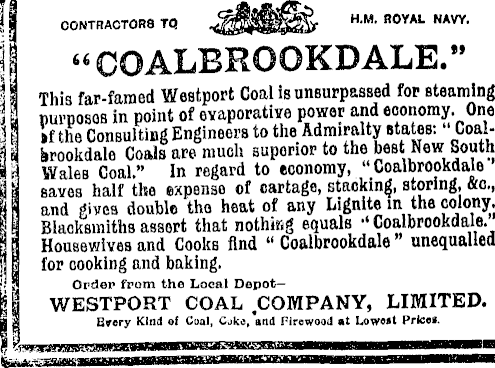 CONTRACTORS TO H.M. ROYAL NAVY.
"COALBROOKDALE."
This far-famed Westport Coal is unsurpassed for steaming
purposes in point of evaporative power and economy. One
of the Consulting Engineers to the Admiralty states: "Coal-
brookdale Coals are much superior to the best New South
Wales Coal." In regard to economy, "Coalbrookdale"
saves half the expense of cartage, stacking, storing, &c.,
and gives double the heat of any Lignite in the colony.
Blacksmiths assert that nothing equals "Coalbrookdale."
Housewives and Cooks find "Coalbrookdale" unequalled
for cooking and baking.
Order from the Local Depot—
WESTPORT COAL COMPANY, LIMITED.
Every Kind of Coal, Coke, and Firewood at Lowest Prices.